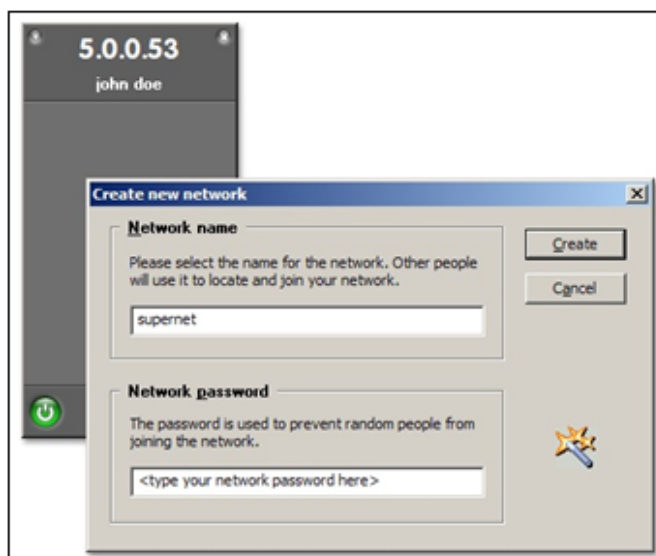 5.0.0.53
john doe
Create new network
Network name
Please select the name for the network. Other people
will use it to locate and join your network.
supernet
Create
Cancel
Network password
The password is used to prevent random people from
joining the network.
<type your network password here>